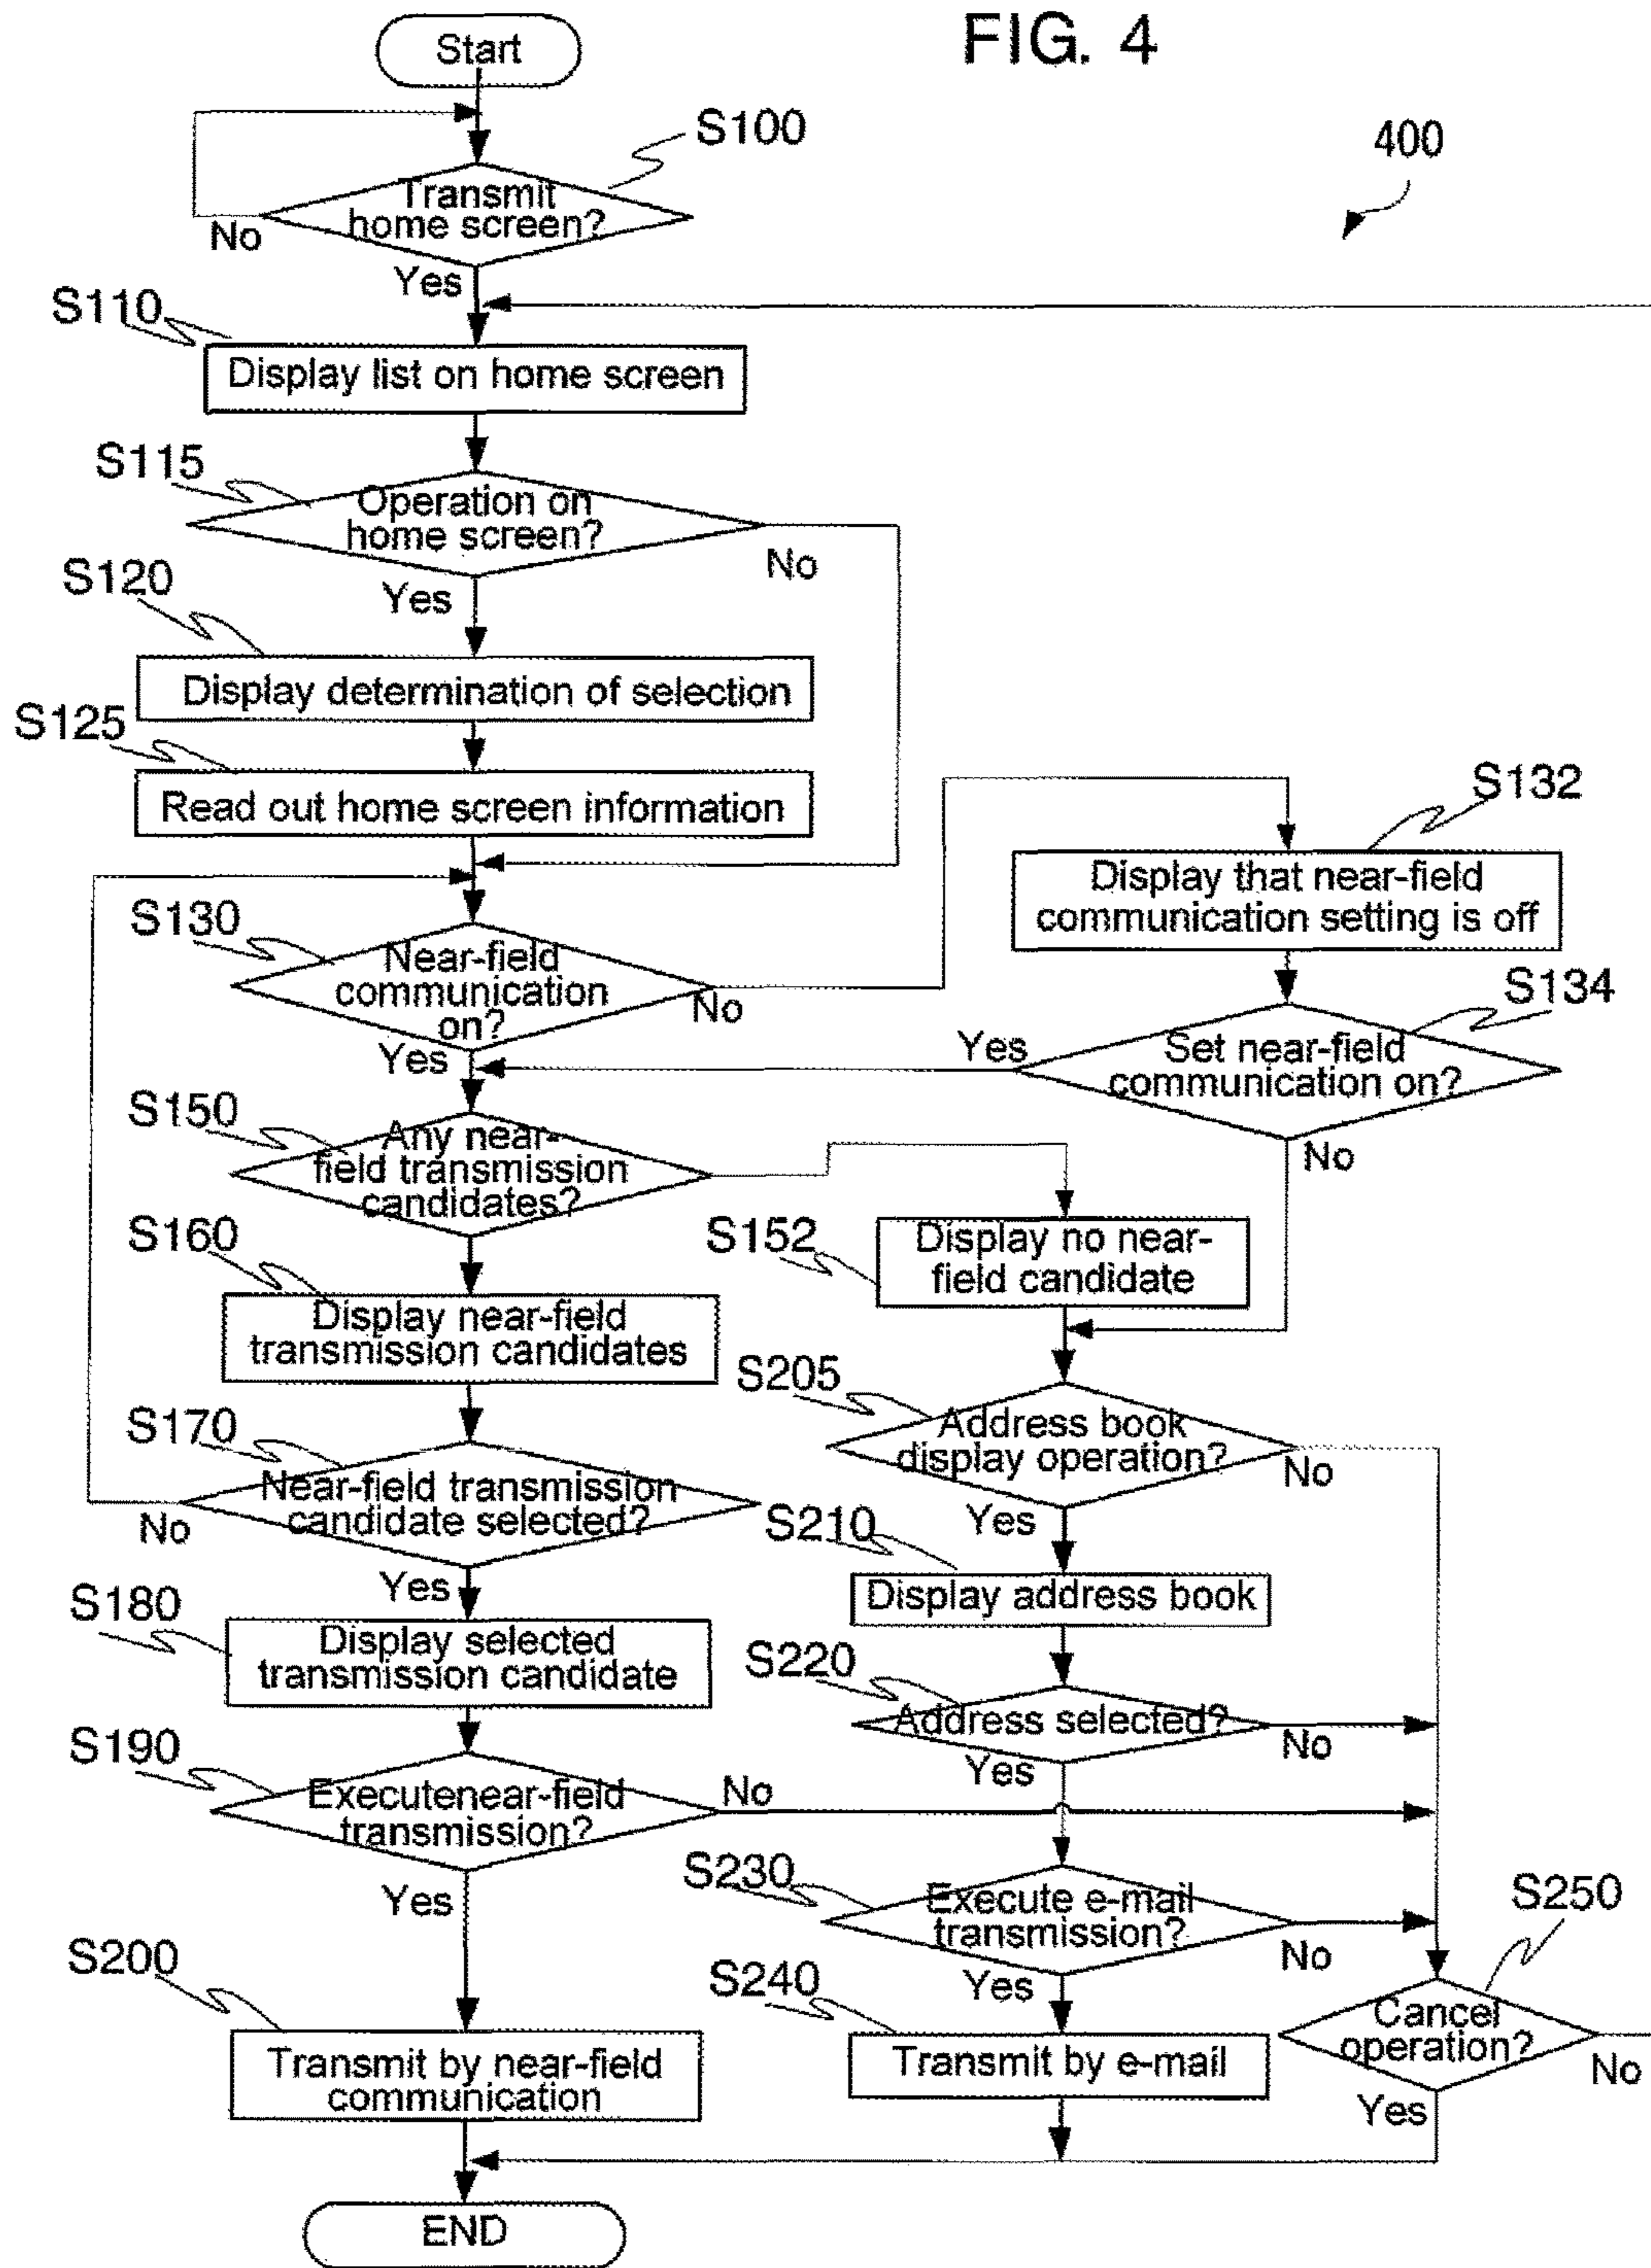 FIG. 4
400
Start
S100
Transmit
home screen?
No
Yes
S110
Display list on home screen
S115
Operation on
home screen?
No
Yes
S120
Display determination of selection
S125
Read out home screen information
S130
Near-field
communication
on?
No
Yes
S132
Display that near-field
communication setting is off
S134
Set near-field
communication on?
Yes
No
S150
Any near-
field transmission
candidates?
S152
Display no near-
field candidate
S160
Display near-field
transmission candidates
S170
Near-field transmission
candidate selected?
No
Yes
S180
Display selected
transmission candidate
S190
Executenear-field
transmission?
No
Yes
S200
Transmit by near-field
communication
S205
Address book
display operation?
No
Yes
S210
Display address book
S220
Address selected?
No
Yes
S230
Execute e-mail
transmission?
No
Yes
S240
Transmit by e-mail
S250
Cancel
operation?
No
Yes
END